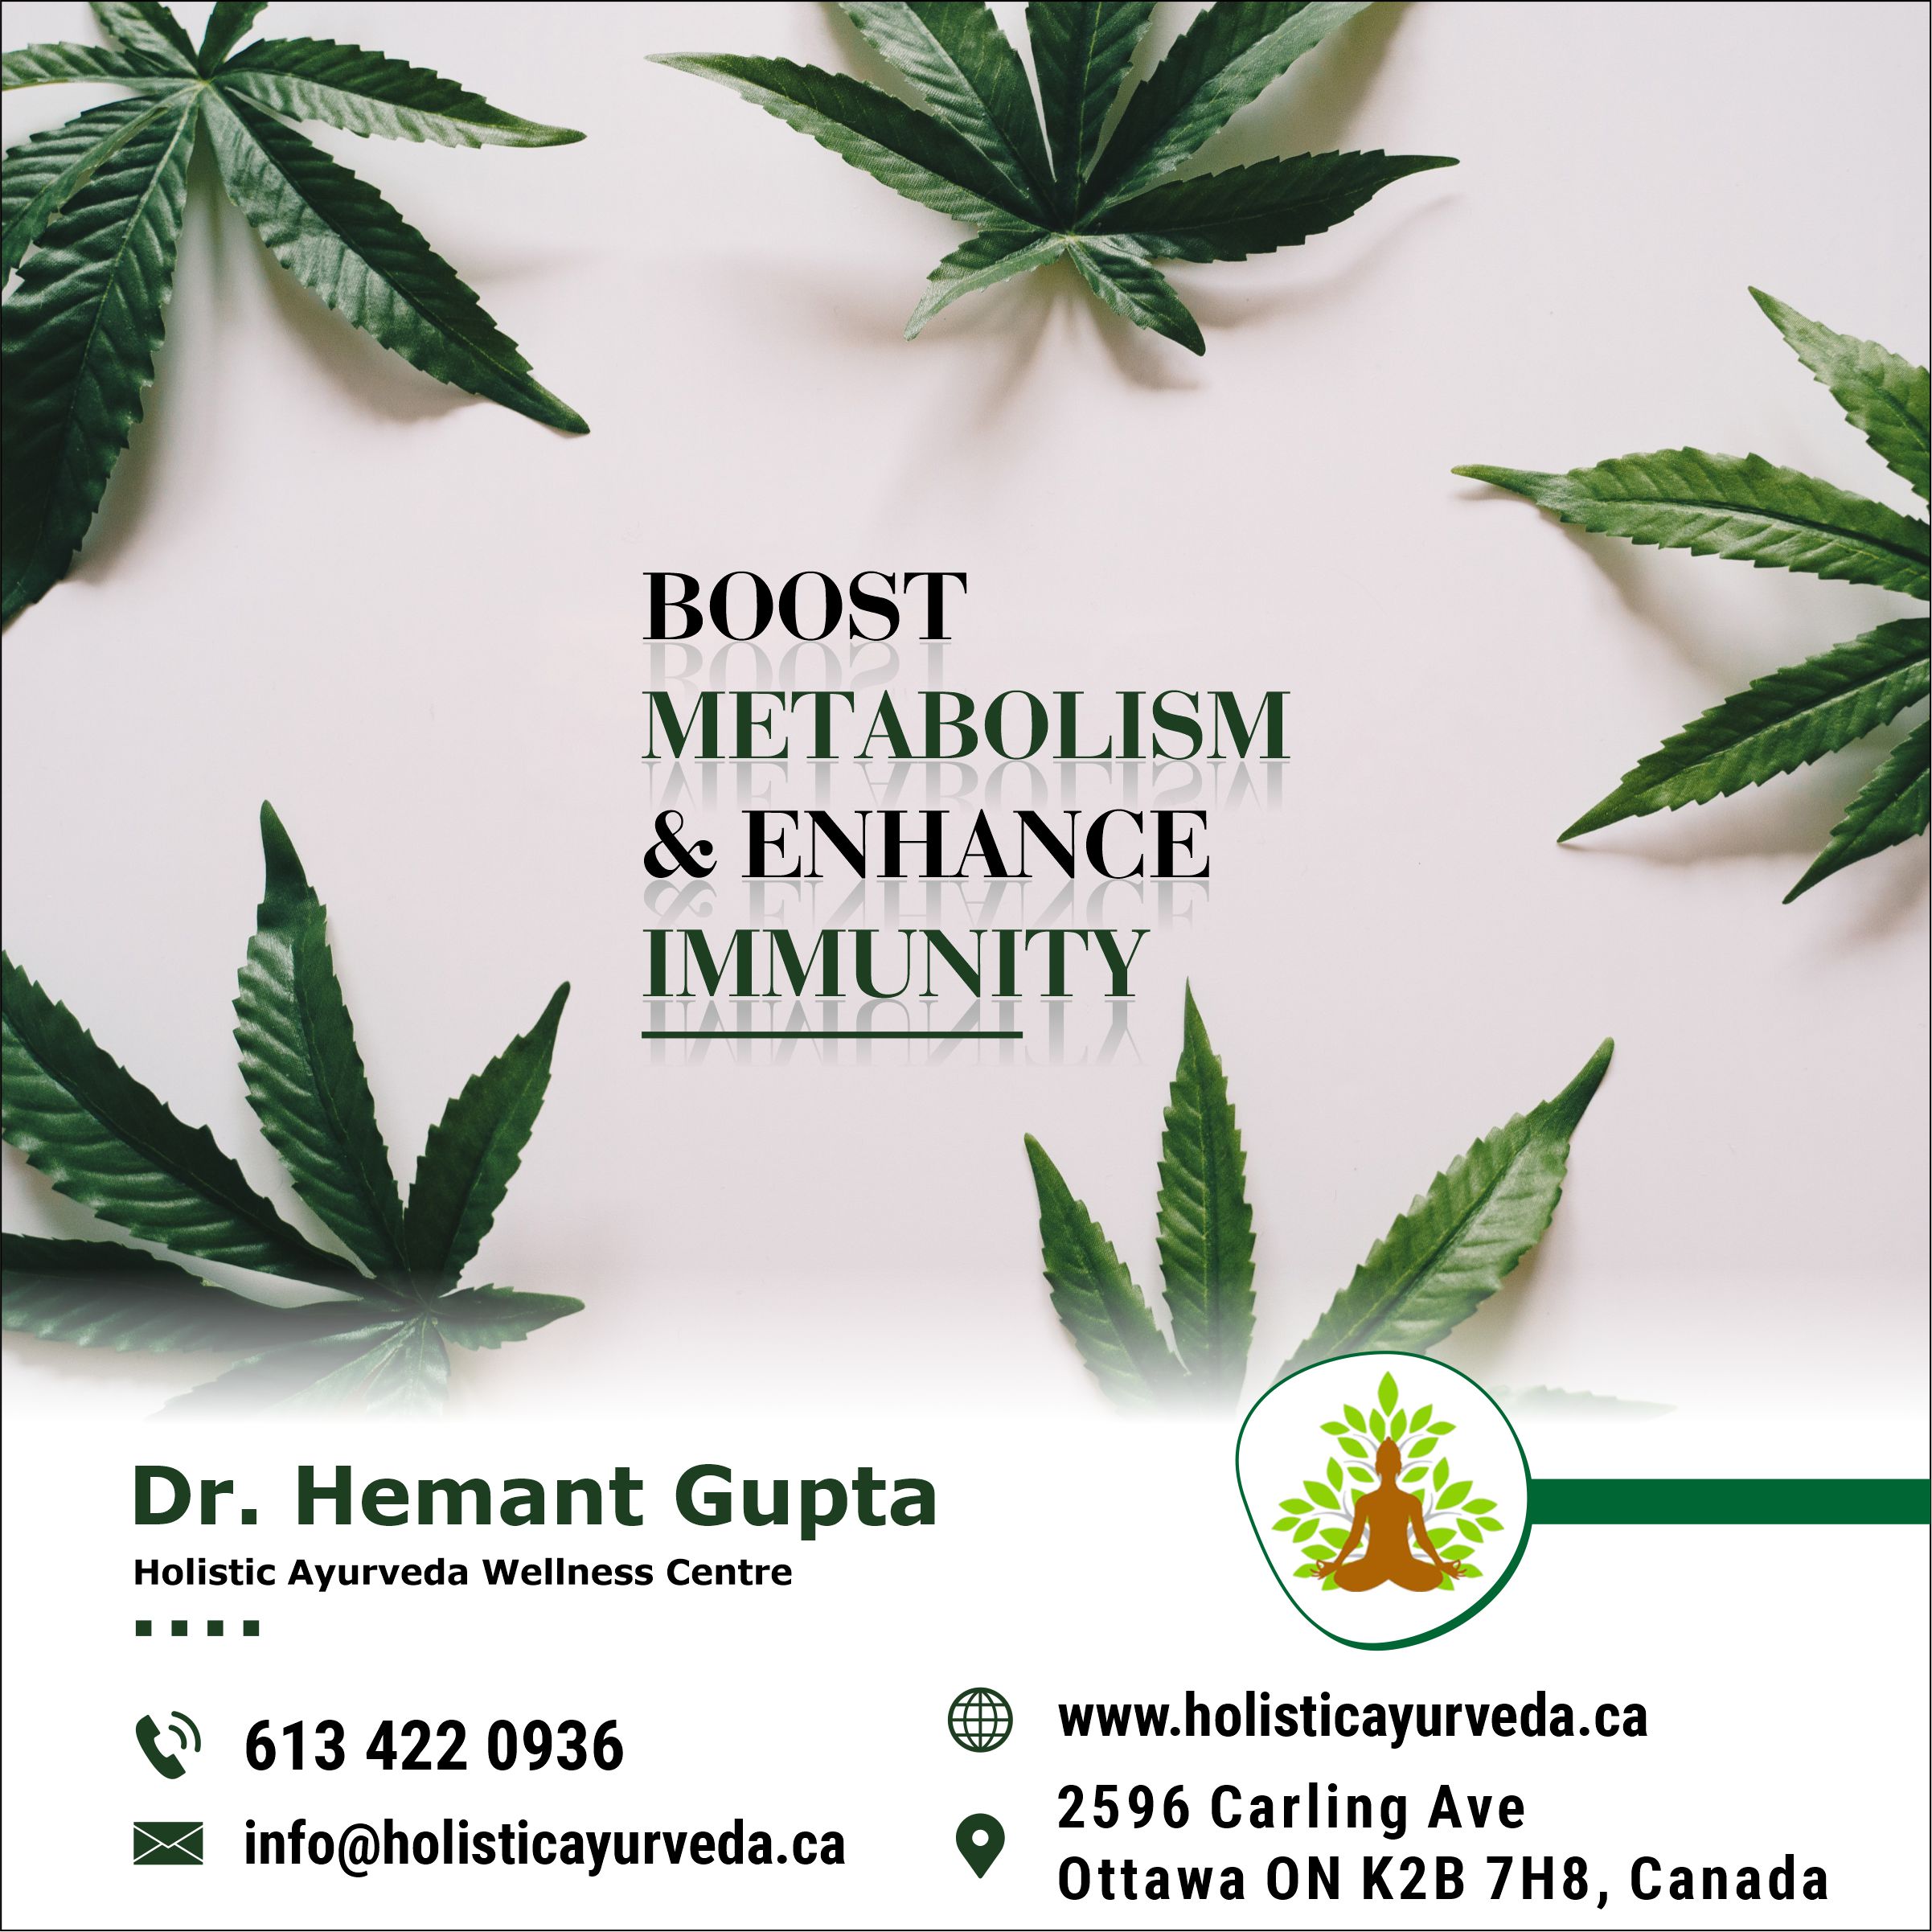 BOOST
METABOLISM
& ENHANCE
IMMUNITY
Dr. Hemant Gupta
Holistic Ayurveda Wellness Centre
613 422 0936
info@holisticayurveda.ca
www.holisticayurveda.ca
2596 Carling Ave
Ottawa ON K2B 7H8, Canada